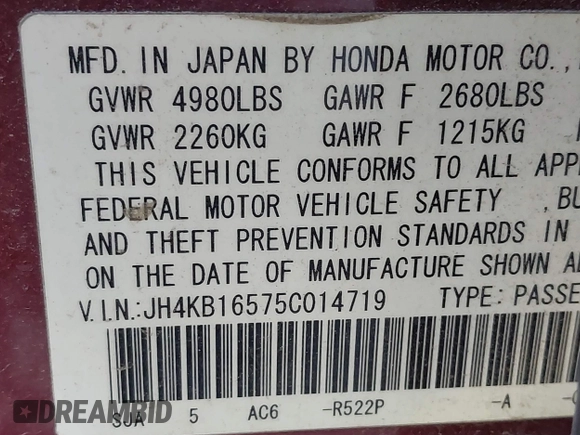 MFD. IN JAPAN BY HONDA MOTOR CO.,
GVWR 4980LBS GAWR F 2680LBS
GVWR 2260KG GAWR F 1215KG
THIS VEHICLE CONFORMS TO ALL APP
FEDERAL MOTOR VEHICLE SAFETY ,BU
AND THEFT PREVENTION STANDARDS IN
ON THE DATE OF MANUFACTURE SHOWN A
V.I.N.:JH4KB16575C014719 TYPE:PASSE
SJA 5 AC6 -R522P -A -
DREAMBID